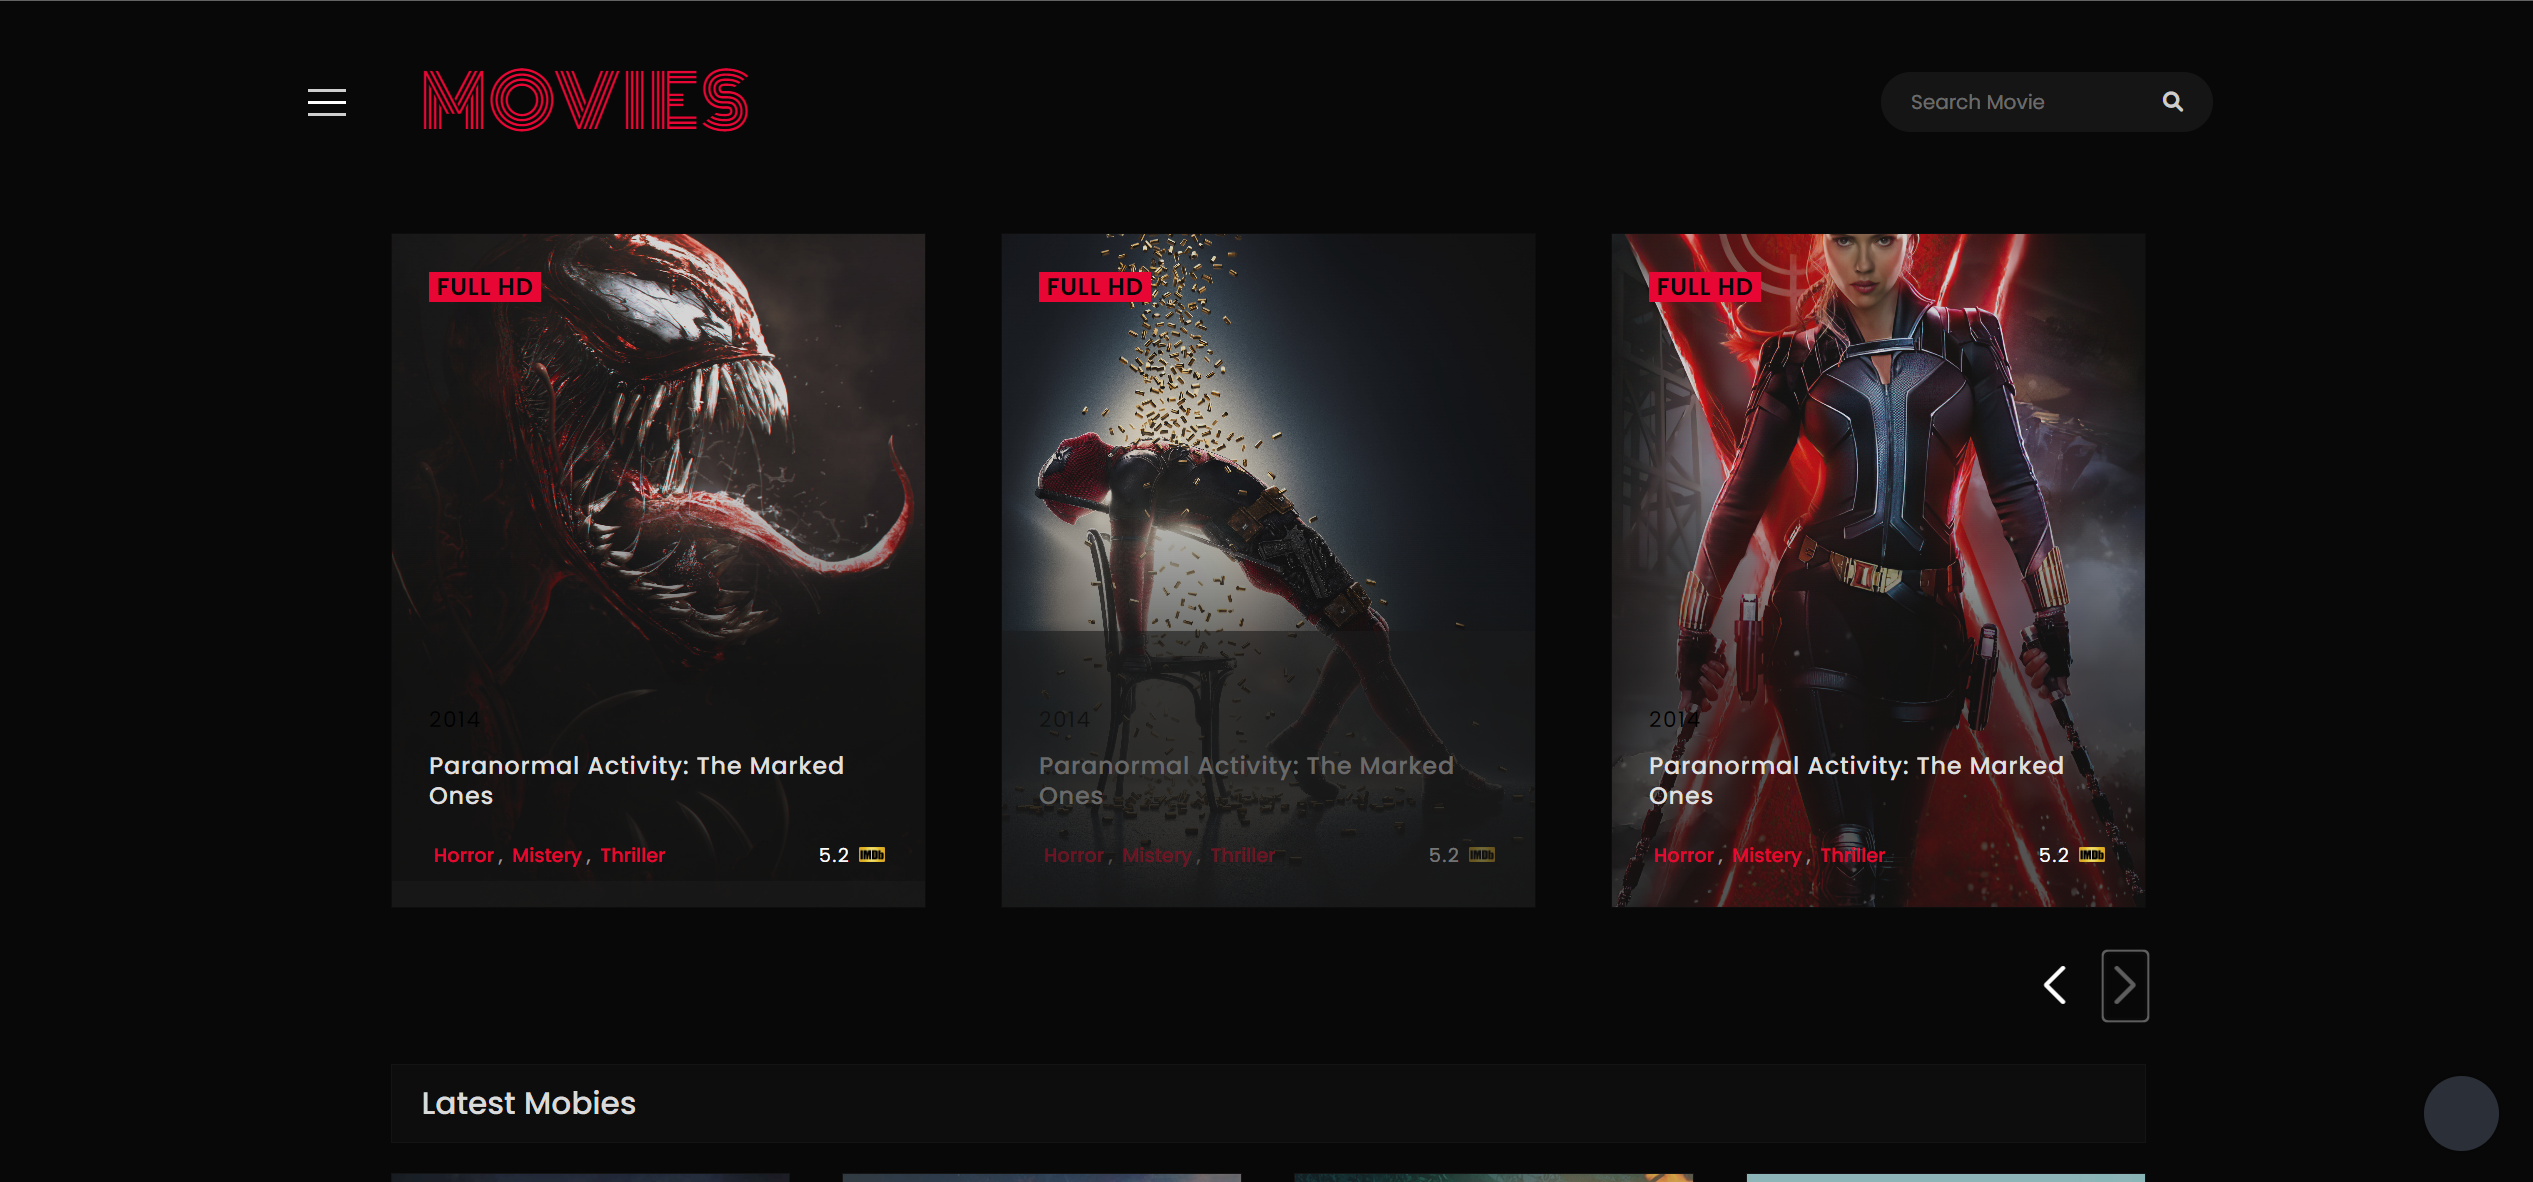 MOVIES
Search Movie
FULL HD
FULL HD
FULL HD
2014
Paranormal Activity: The Marked
Ones
Horror , Mistery , Thriller
5.2 IMDb
2014
Paranormal Activity: The Marked
Ones
Horror , Mistery , Thriller
5.2 IMDb
2014
Paranormal Activity: The Marked
Ones
Horror , Mistery , Thriller
5.2 IMDb
Latest Mobies